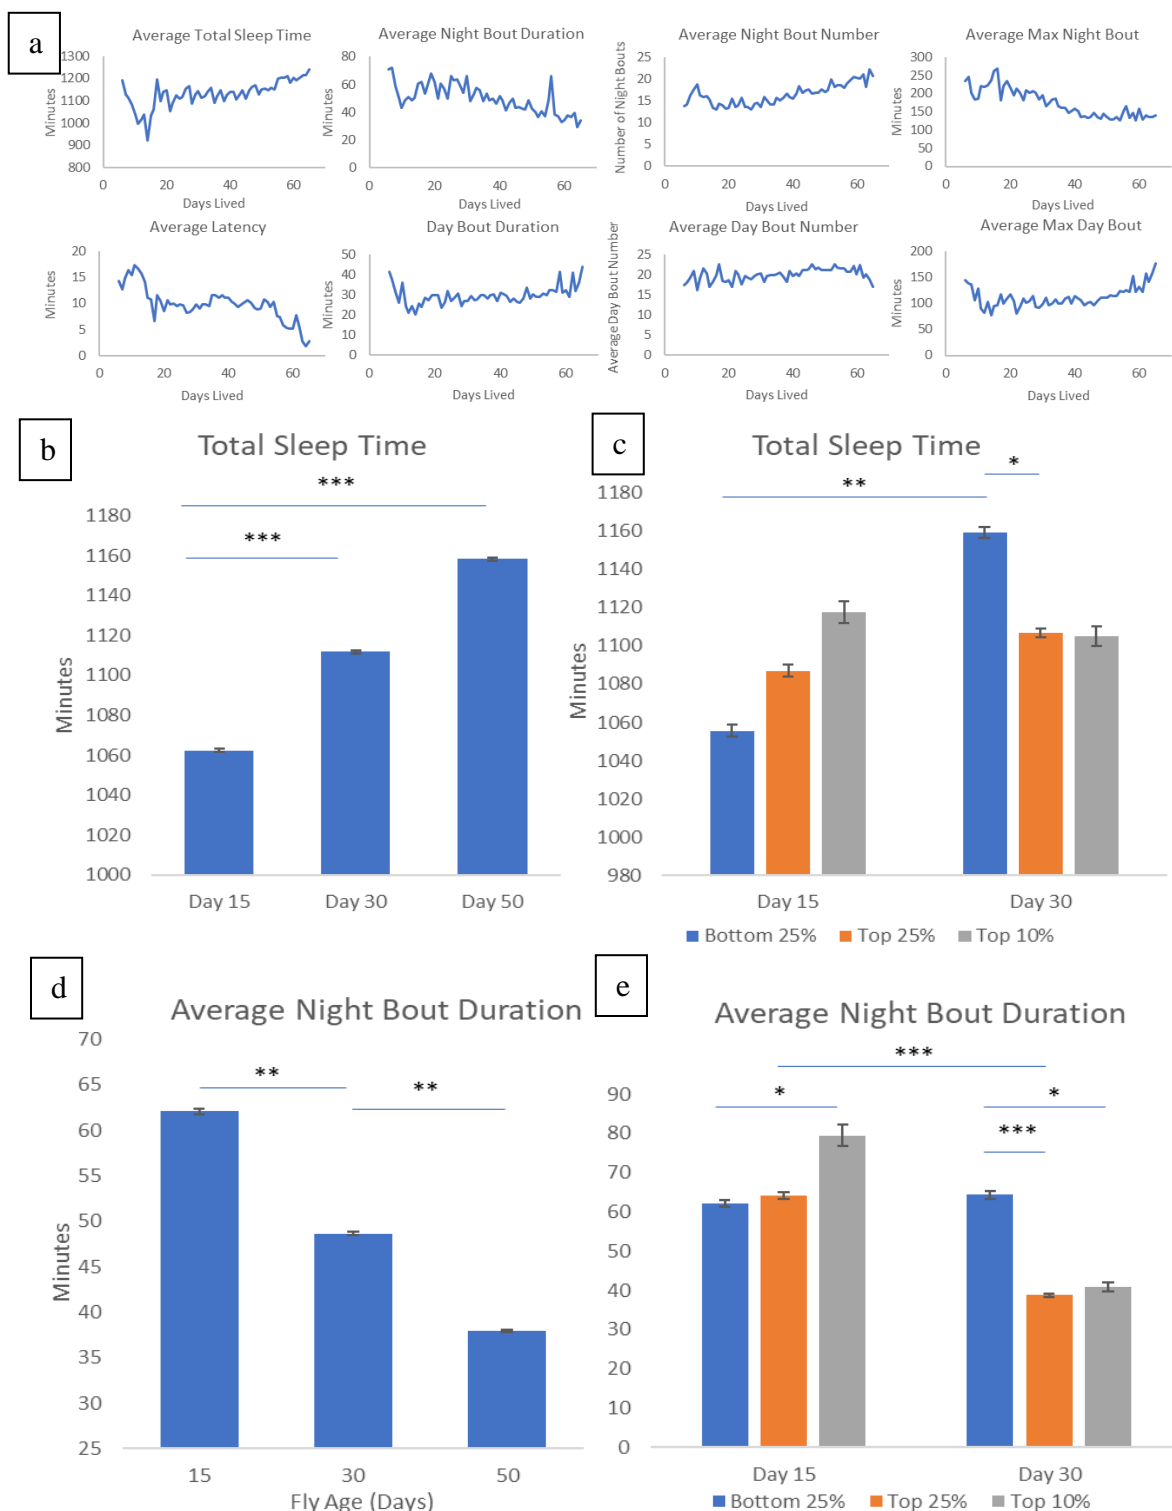 a
Average Total Sleep Time
Average Night Bout Duration
Average Night Bout Number
Average Max Night Bout
Minutes
1300
1200
1100
1000
900
800
0 20 40 60
Days Lived
Minutes
80
60
40
20
0
0 20 40 60
Days Lived
Number of Night Bouts
25
20
15
10
5
0
0 20 40 60
Days Lived
Minutes
300
250
200
150
100
50
0
0 20 40 60
Days Lived
Average Latency
Day Bout Duration
Average Day Bout Number
Average Max Day Bout
Minutes
20
15
10
5
0
0 20 40 60
Days Lived
Minutes
50
40
30
20
10
0
0 20 40 60
Days Lived
Average Day Bout Number
25
20
15
10
5
0
0 20 40 60
Days Lived
Minutes
200
150
100
50
0
0 20 40 60
Days Lived
b
Total Sleep Time
***
***
Minutes
1180
1160
1140
1120
1100
1080
1060
1040
1020
1000
Day 15 Day 30 Day 50
c
Total Sleep Time
*
**
Minutes
1180
1160
1140
1120
1100
1080
1060
1040
1020
1000
980
Day 15 Day 30
Bottom 25% Top 25% Top 10%
d
Average Night Bout Duration
** **
Minutes
70
65
60
55
50
45
40
35
30
25
15 30 50
Fly Age (Days)
e
Average Night Bout Duration
***
* *
***
Minutes
90
80
70
60
50
40
30
20
10
0
Day 15 Day 30
Bottom 25% Top 25% Top 10%